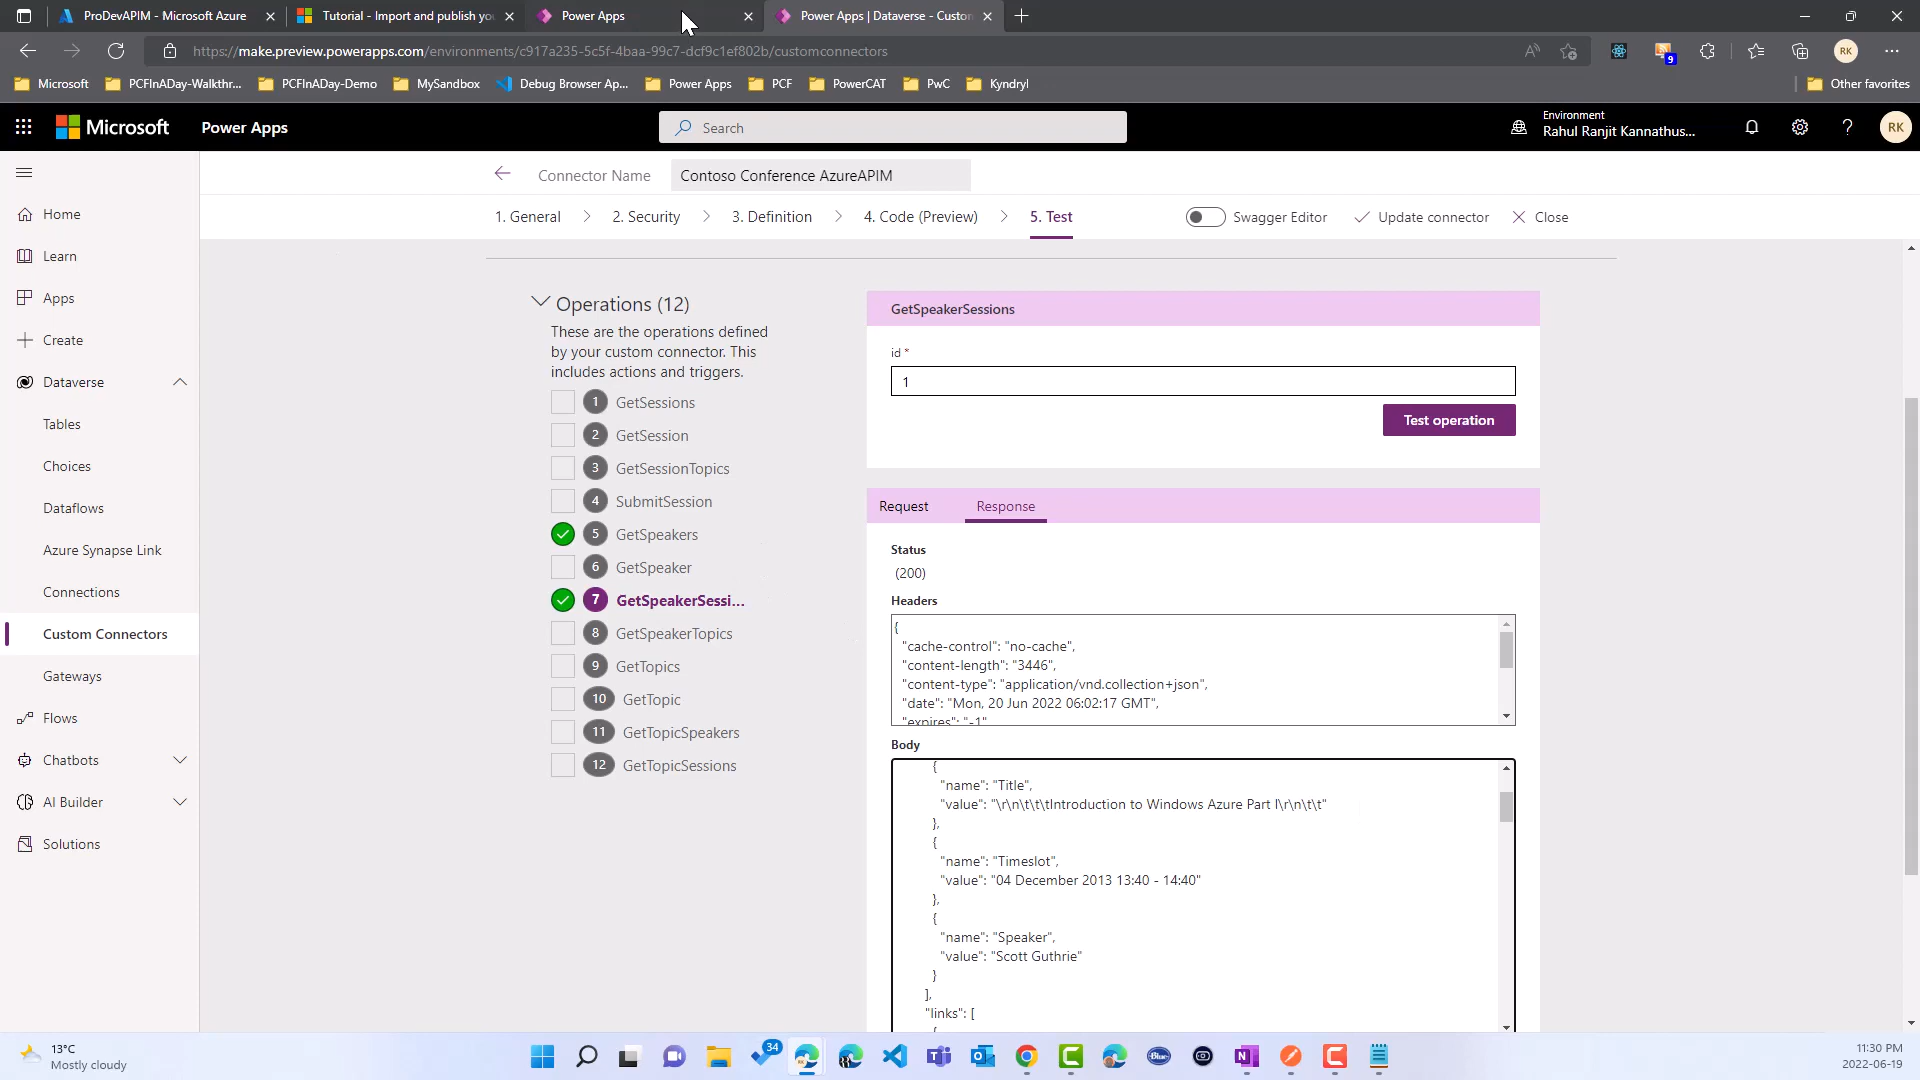 ProDevAPIM - Microsoft Azure
Tutorial - Import and publish yo
Power Apps
Power Apps | Dataverse - Custom
https://make.preview.powerapps.com/environments/c917a235-5c5f-4baa-99c7-dcf9c1ef802b/customconnectors
RK
9
Microsoft
PCFInADay-Walkthr...
PCFInADay-Demo
MySandbox
Debug Browser Ap...
Power Apps
PCF
PowerCAT
PwC
Kyndryl
Other favorites
Microsoft
Power Apps
Search
Environment
Rahul Ranjit Kannathus...
?
RK
Connector Name
Contoso Conference AzureAPIM
1. General
2. Security
3. Definition
4. Code (Preview)
5. Test
Swagger Editor
Update connector
Close
Home
Learn
Apps
Create
Dataverse
Tables
Choices
Dataflows
Azure Synapse Link
Connections
Custom Connectors
Gateways
Flows
Chatbots
AI Builder
Solutions
Operations (12)
These are the operations defined
by your custom connector. This
includes actions and triggers.
1 GetSessions
2 GetSession
3 GetSessionTopics
4 SubmitSession
5 GetSpeakers
6 GetSpeaker
7 GetSpeakerSessi...
8 GetSpeakerTopics
9 GetTopics
10 GetTopic
11 GetTopicSpeakers
12 GetTopicSessions
GetSpeakerSessions
id *
1
Test operation
Request
Response
Status
(200)
Headers
{
"cache-control": "no-cache",
"content-length": "3446",
"content-type": "application/vnd.collection+json",
"date": "Mon, 20 Jun 2022 06:02:17 GMT",
"expires": "-1"
Body
{
"name": "Title",
"value": "\r\n\t\t\tIntroduction to Windows Azure Part I\r\n\t\t"
},
{
"name": "Timeslot",
"value": "04 December 2013 13:40 - 14:40"
},
{
"name": "Speaker",
"value": "Scott Guthrie"
}
],
"links": [
{
13°C
Mostly cloudy
34
11:30 PM
2022-06-19